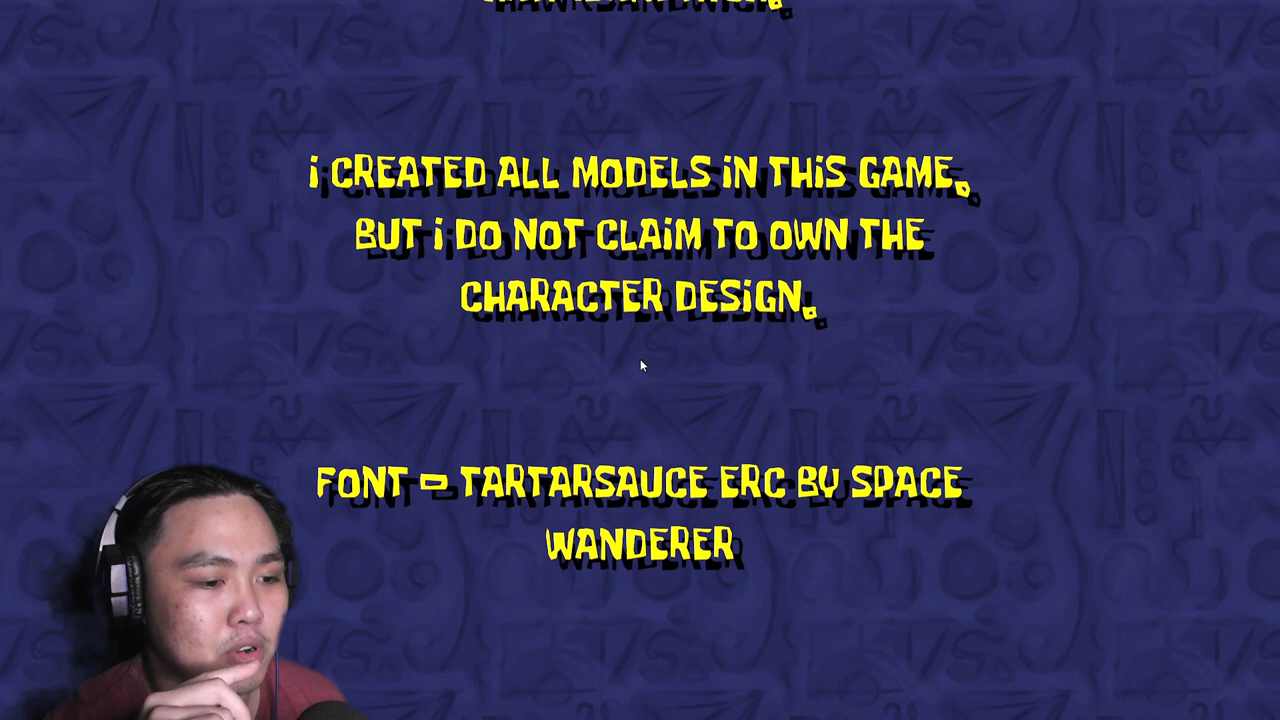 i CREATED ALL MODELS iN THiS GAME.
BUT i DO NOT CLAiM TO OWN THE
CHARACTER DESiGN.
FONT - TARTARSAUCE ERC BY SPACE
WANDERER